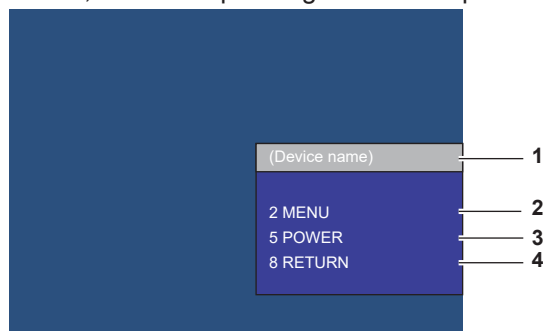 (Device name)
1
2 MENU
2
5 POWER
3
8 RETURN
4